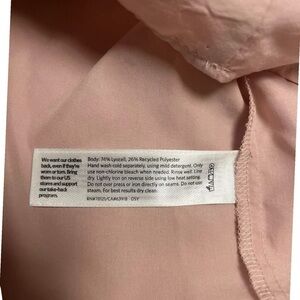 We want our clothes
back, even if they're
worn or torn. Bring
them to our US
stores and support
our take-back
program.
Body: 74% Lyocell, 26% Recycled Polyester
Hand wash cold separately, using mild detergent. Only
use non-chlorine bleach when needed. Rinse well. Line
dry. Lightly iron on reverse side using low heat setting.
Do not over press or iron directly on seams. Do not use
steam. For best results dry clean.